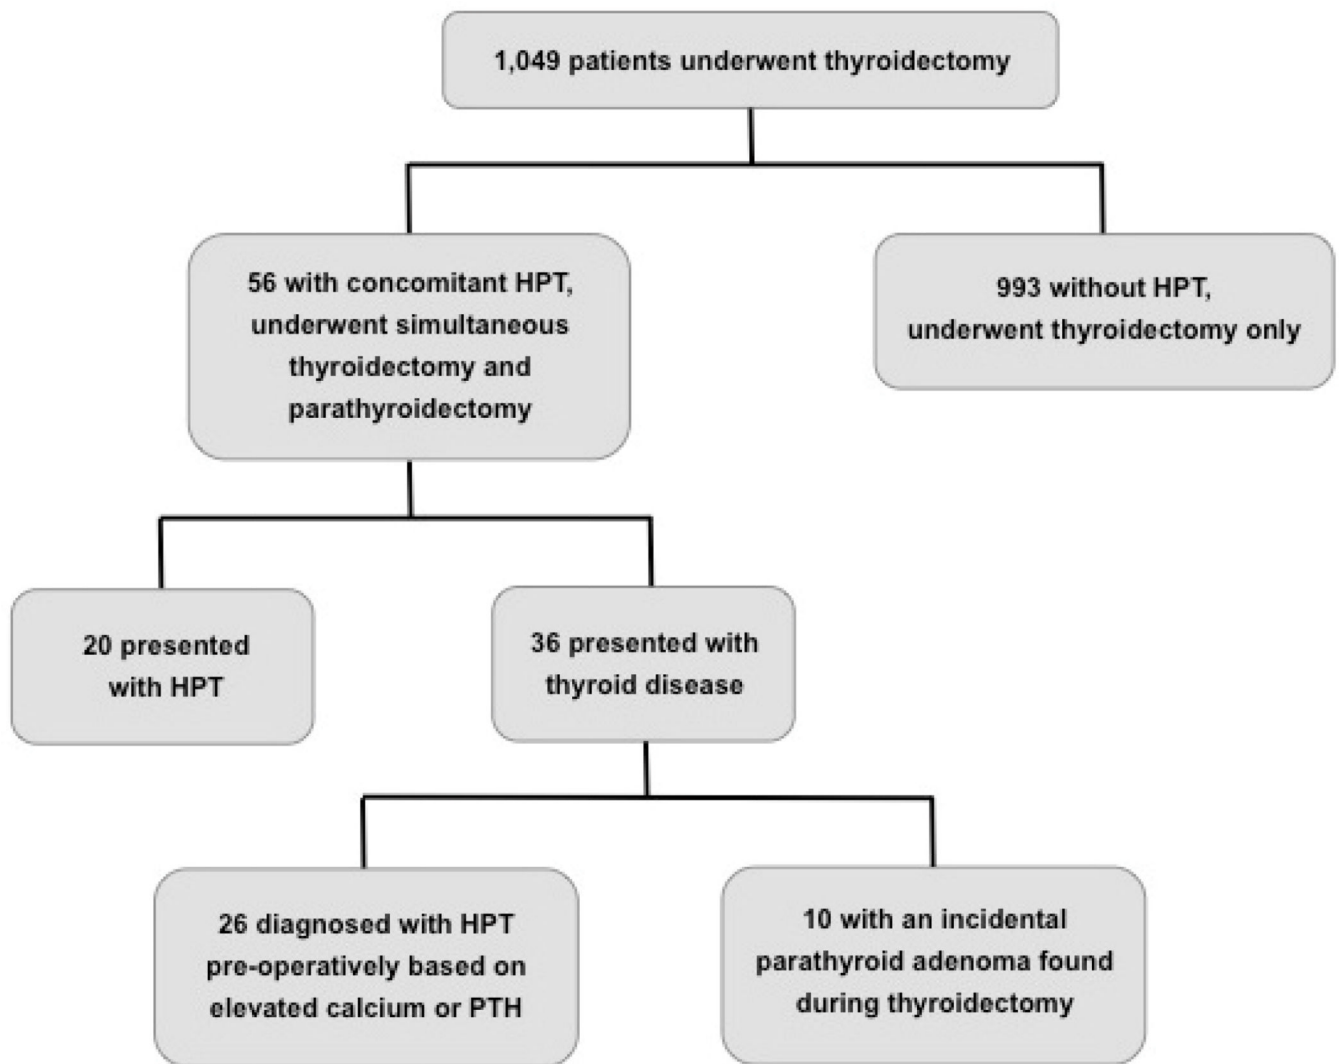 1,049 patients underwent thyroidectomy
56 with concomitant HPT,
underwent simultaneous
thyroidectomy and
parathyroidectomy
993 without HPT,
underwent thyroidectomy only
20 presented
with HPT
36 presented with
thyroid disease
26 diagnosed with HPT
pre-operatively based on
elevated calcium or PTH
10 with an incidental
parathyroid adenoma found
during thyroidectomy